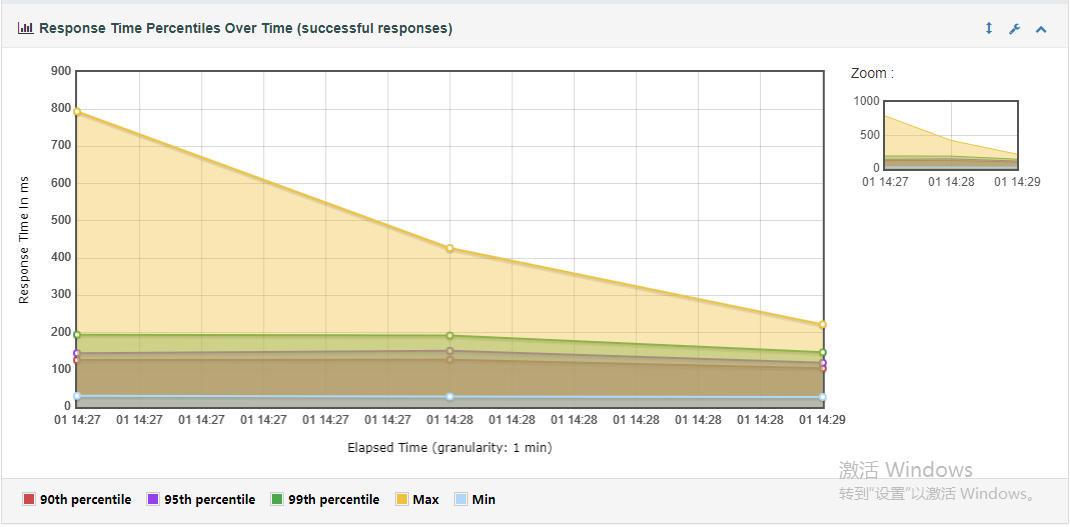 Response Time Percentiles Over Time (successful responses)
Zoom :
900
800
700
600
500
400
300
200
100
0
Response Time In ms
01 14:27 01 14:27 01 14:27 01 14:27 01 14:27 01 14:27 01 14:28 01 14:28 01 14:28 01 14:28 01 14:28 01 14:28 01 14:29
Elapsed Time (granularity: 1 min)
1000
500
0
01 14:27 01 14:28 01 14:29
激活 Windows
转到“设置”以激活 Windows。
90th percentile 95th percentile 99th percentile Max Min